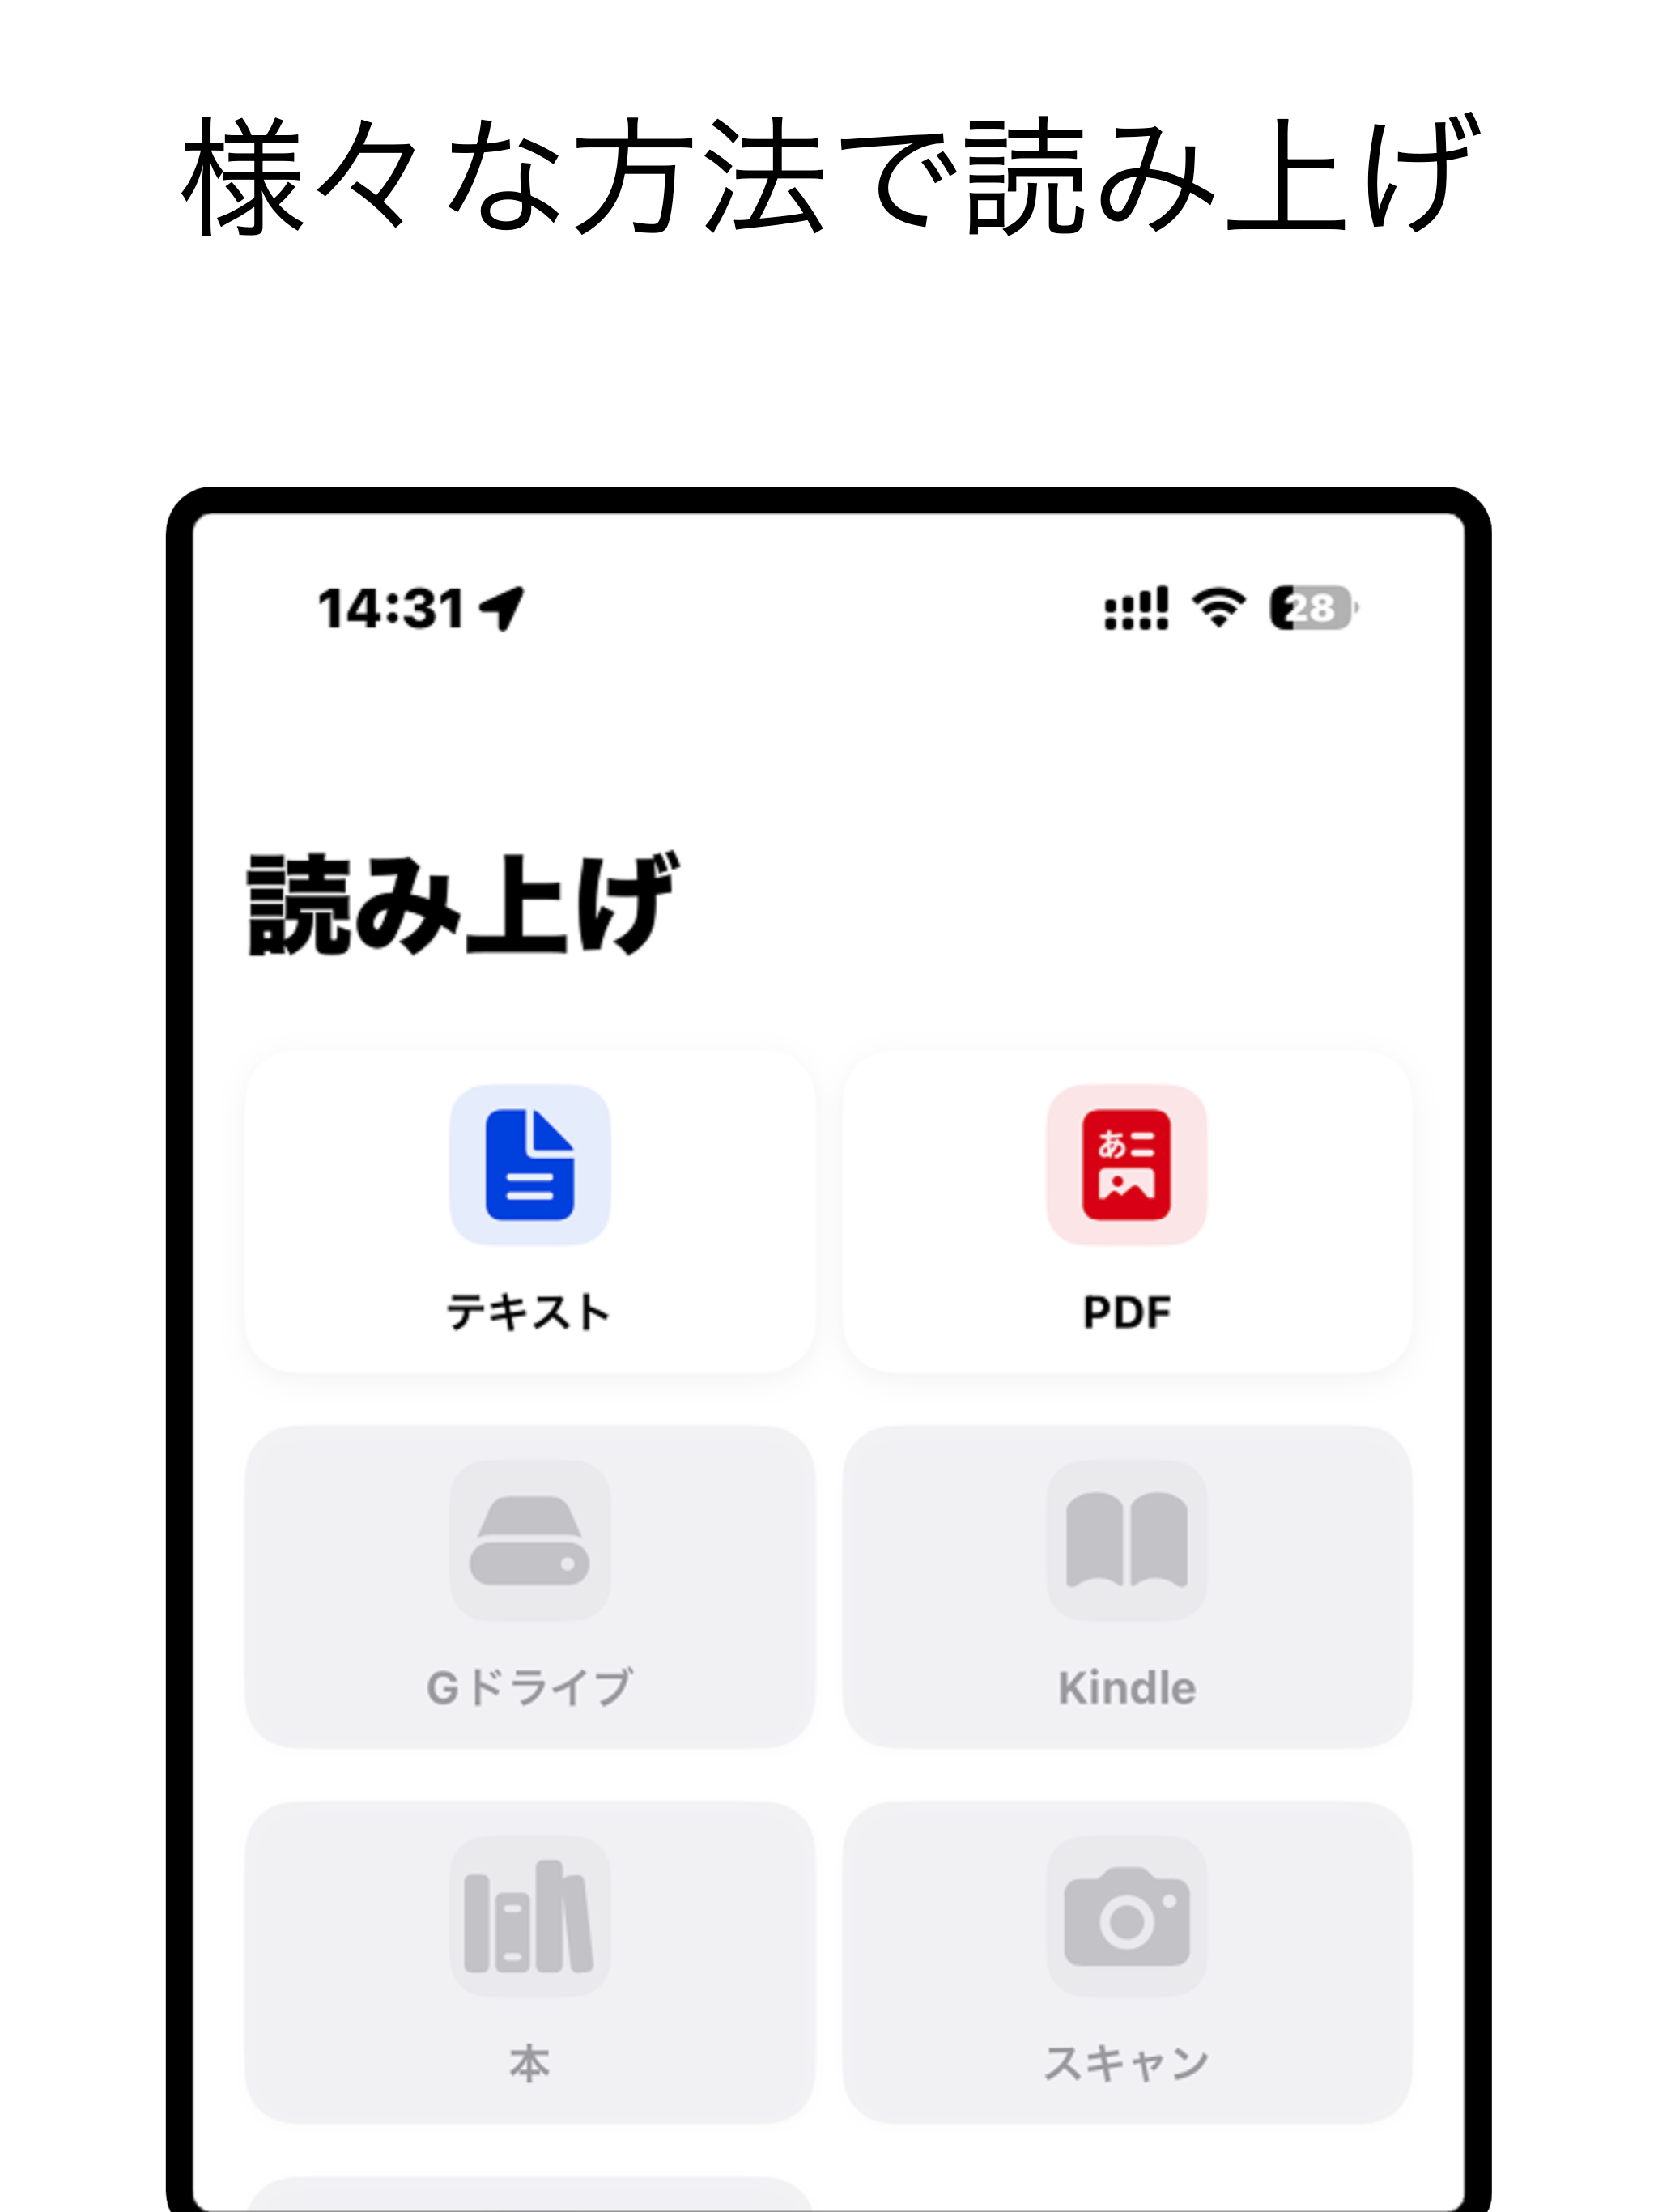 様々な方法で読み上げ
14:31
28
読み上げ
あ
テキスト
PDF
Gドライブ
Kindle
本
スキャン